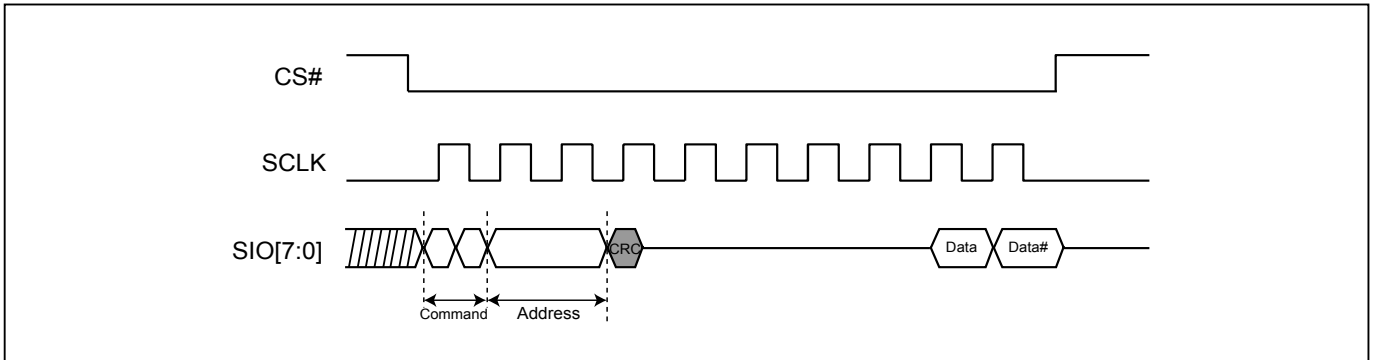 CS#
SCLK
SIO[7:0]
CRC
Data
Data#
Command
Address